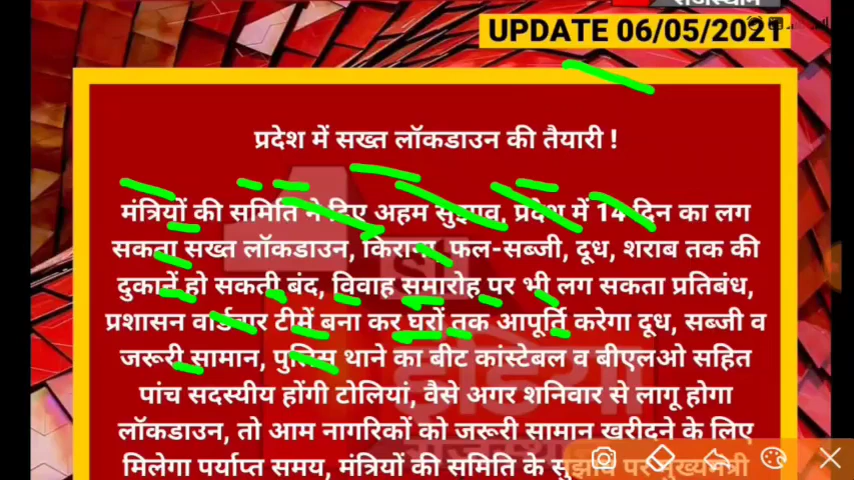 राजस्थान
UPDATE 06/05/2021
प्रदेश में सख्त लॉकडाउन की तैयारी !
मंत्रियों की समिति ने दिए अहम सुझाव, प्रदेश में 14 दिन का लग
सकता सख्त लॉकडाउन, किराना, फल-सब्जी, दूध, शराब तक की
दुकानें हो सकती बंद, विवाह समारोह पर भी लग सकता प्रतिबंध,
प्रशासन वार्डवार टीमें बना कर घरों तक आपूर्ति करेगा दूध, सब्जी व
जरूरी सामान, पुलिस थाने का बीट कांस्टेबल व बीएलओ सहित
पांच सदस्यीय होंगी टोलियां, वैसे अगर शनिवार से लागू होगा
लॉकडाउन, तो आम नागरिकों को जरूरी सामान खरीदने के लिए
मिलेगा पर्याप्त समय, मंत्रियों की समिति के सुझाव पर मुख्यमंत्री